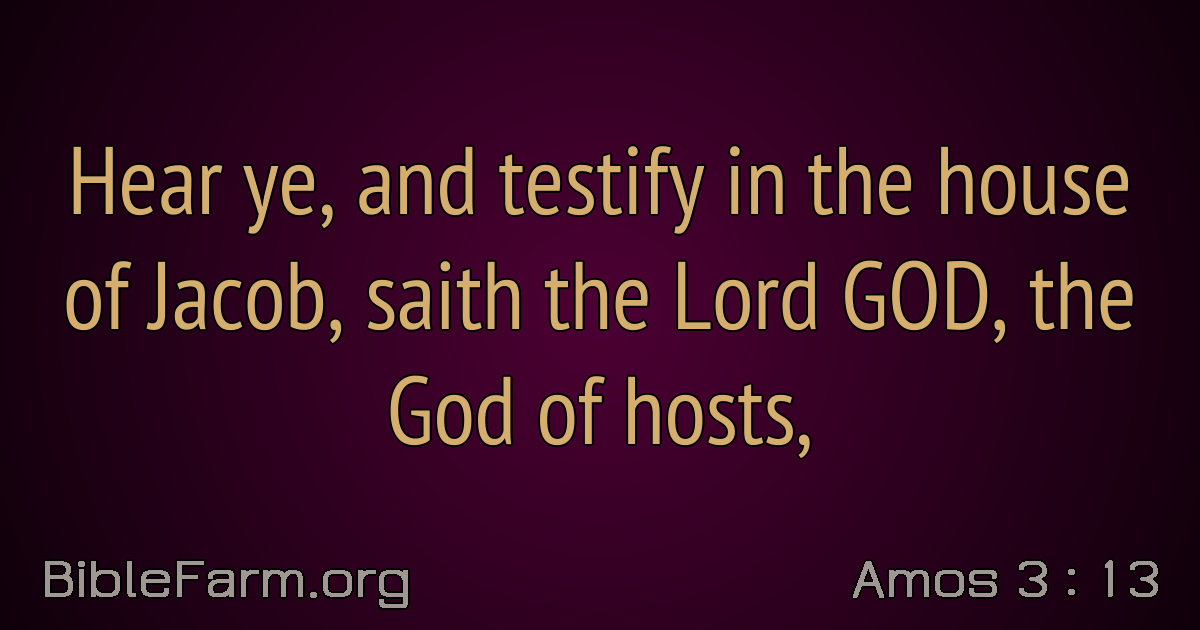 Hear ye, and testify in the house
of Jacob, saith the Lord GOD, the
God of hosts,
BibleFarm.org
Amos 3 : 13